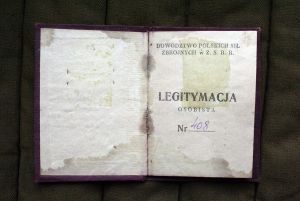 DOWÓDZTWO POLSKICH SIŁ
ZBROJNYCH w Z. S. R. R.
LEGITYMACJA
OSOBISTA
Nr 408